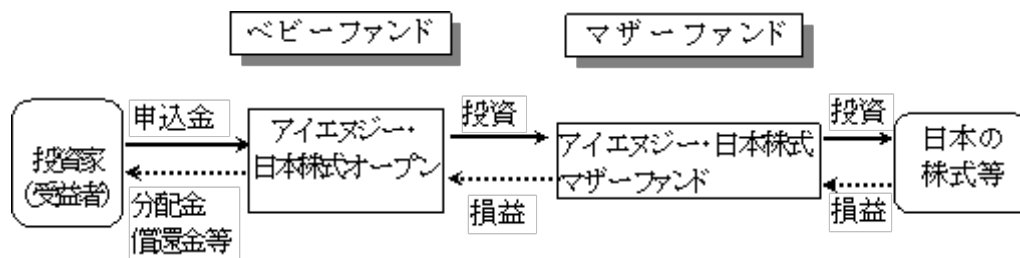 ベビーファンド
マザーファンド
投資家
(受益者)
申込金
分配金
償還金等
アイエヌジー・
日本株式オープン
投資
損益
アイエヌジー・日本株式
マザーファンド
投資
損益
日本の
株式等